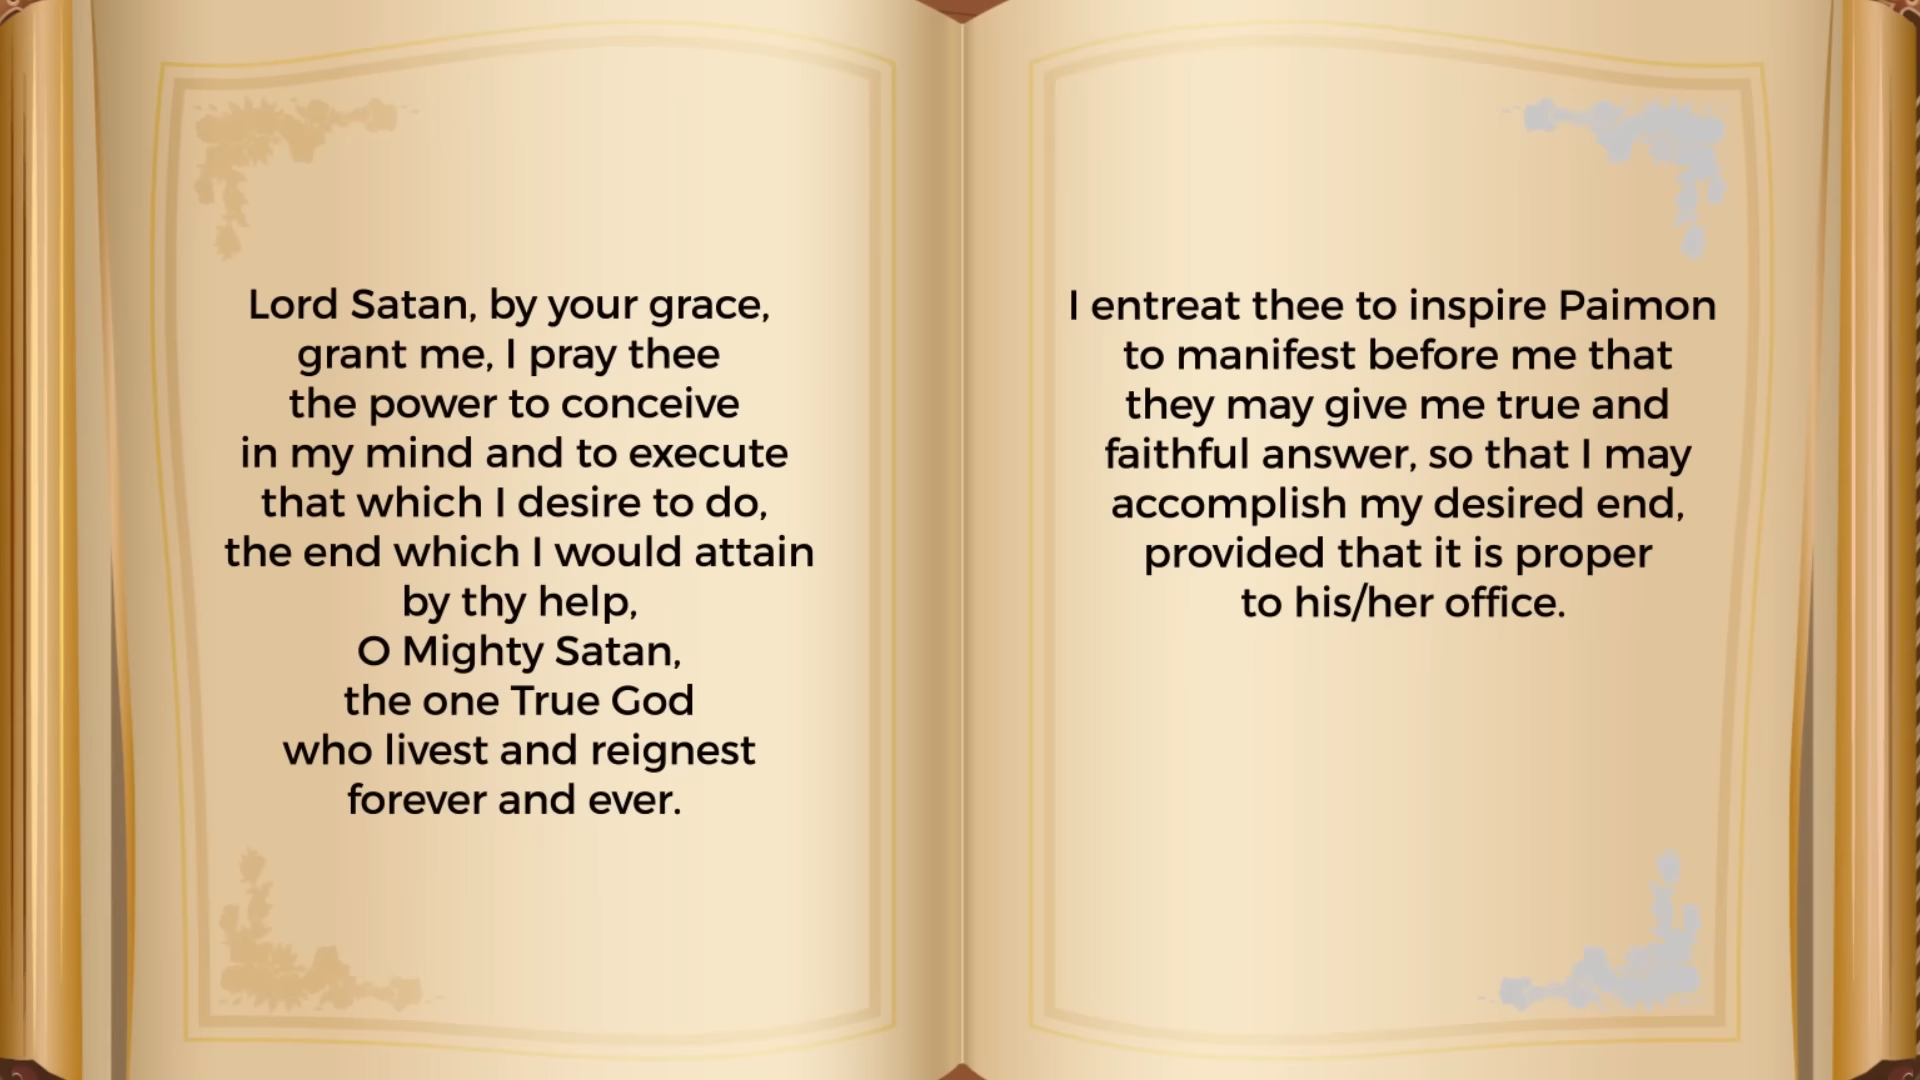 Lord Satan, by your grace,
grant me, I pray thee
the power to conceive
in my mind and to execute
that which I desire to do,
the end which I would attain
by thy help,
O Mighty Satan,
the one True God
who livest and reignest
forever and ever.
I entreat thee to inspire Paimon
to manifest before me that
they may give me true and
faithful answer, so that I may
accomplish my desired end,
provided that it is proper
to his/her office.